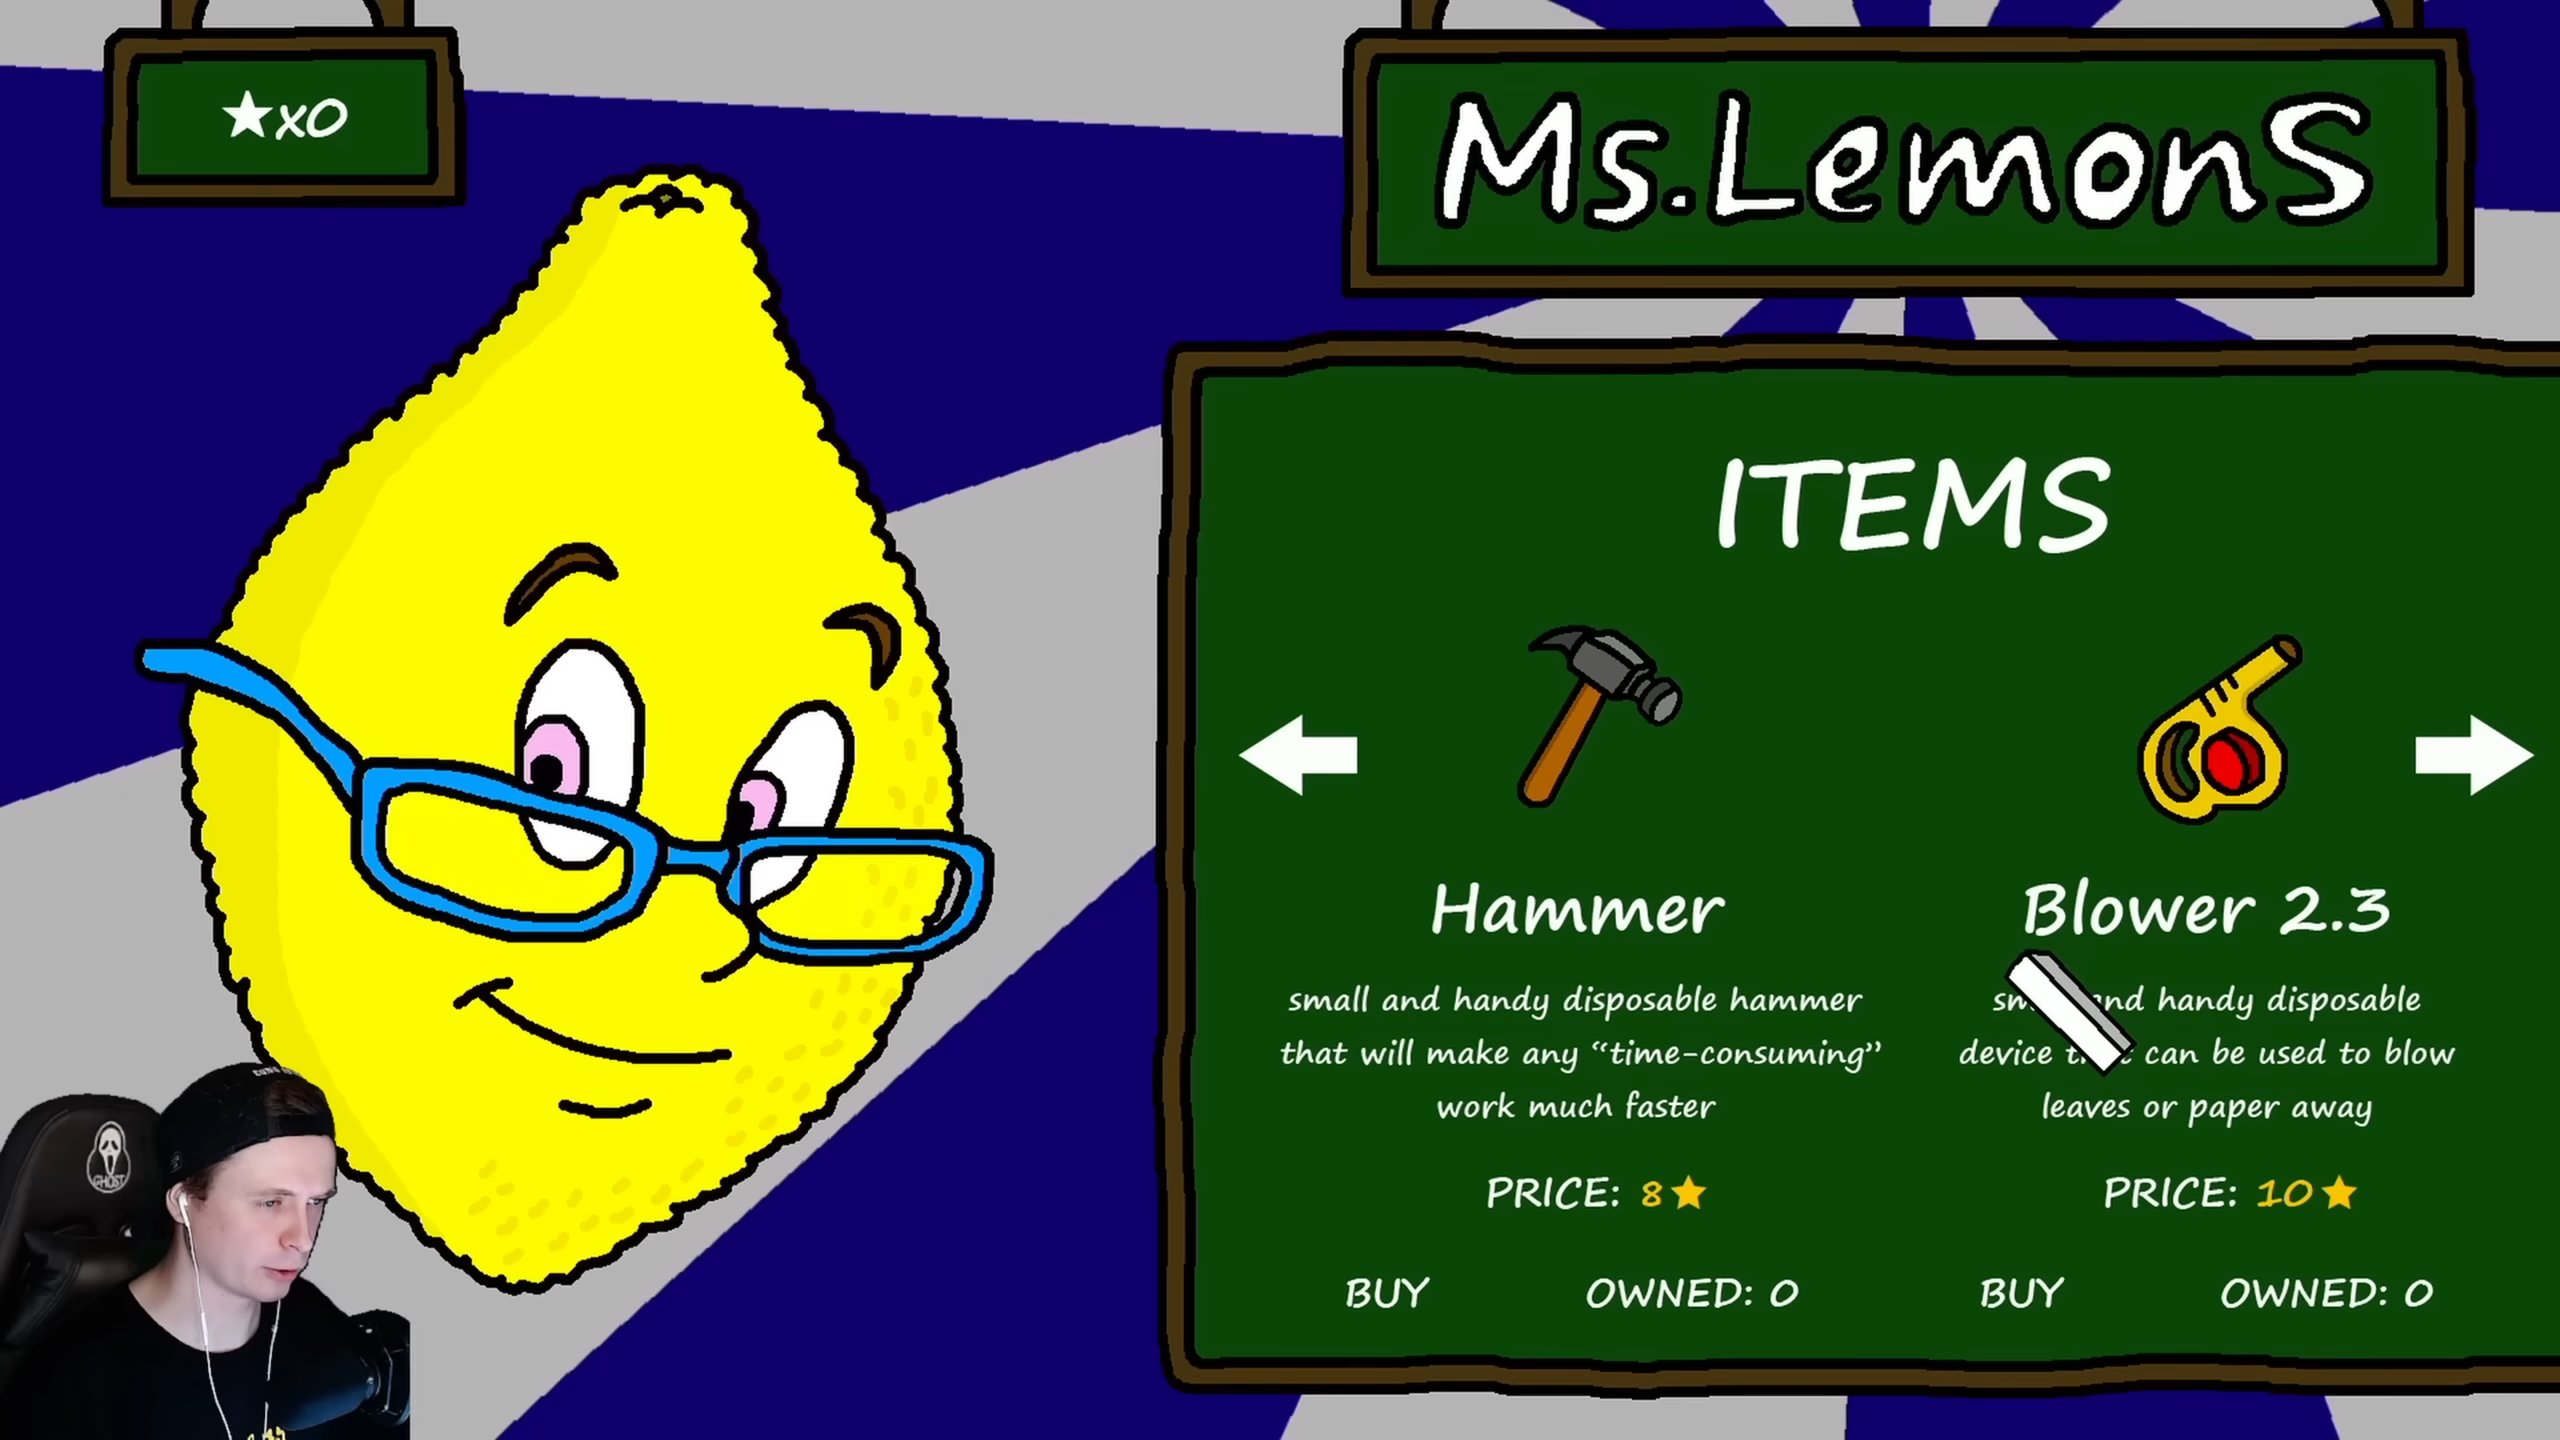 ★x0
Ms.LemonS
ITEMS
Hammer
small and handy disposable hammer
that will make any “time-consuming”
work much faster
PRICE: 8★
BUY
OWNED: 0
Blower 2.3
and handy disposable
device can be used to blow
leaves or paper away
PRICE: 10★
BUY
OWNED: 0
GHOST